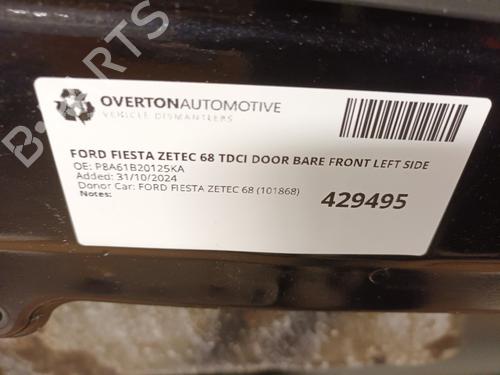 OVERTONAUTOMOTIVE
VEHICLE DISMANTLERS
FORD FIESTA ZETEC 68 TDCI DOOR BARE FRONT LEFT SIDE
OE: P8A61B20125KA
Added: 31/10/2024
Donor Car: FORD FIESTA ZETEC 68 (101868)
Notes:
429495